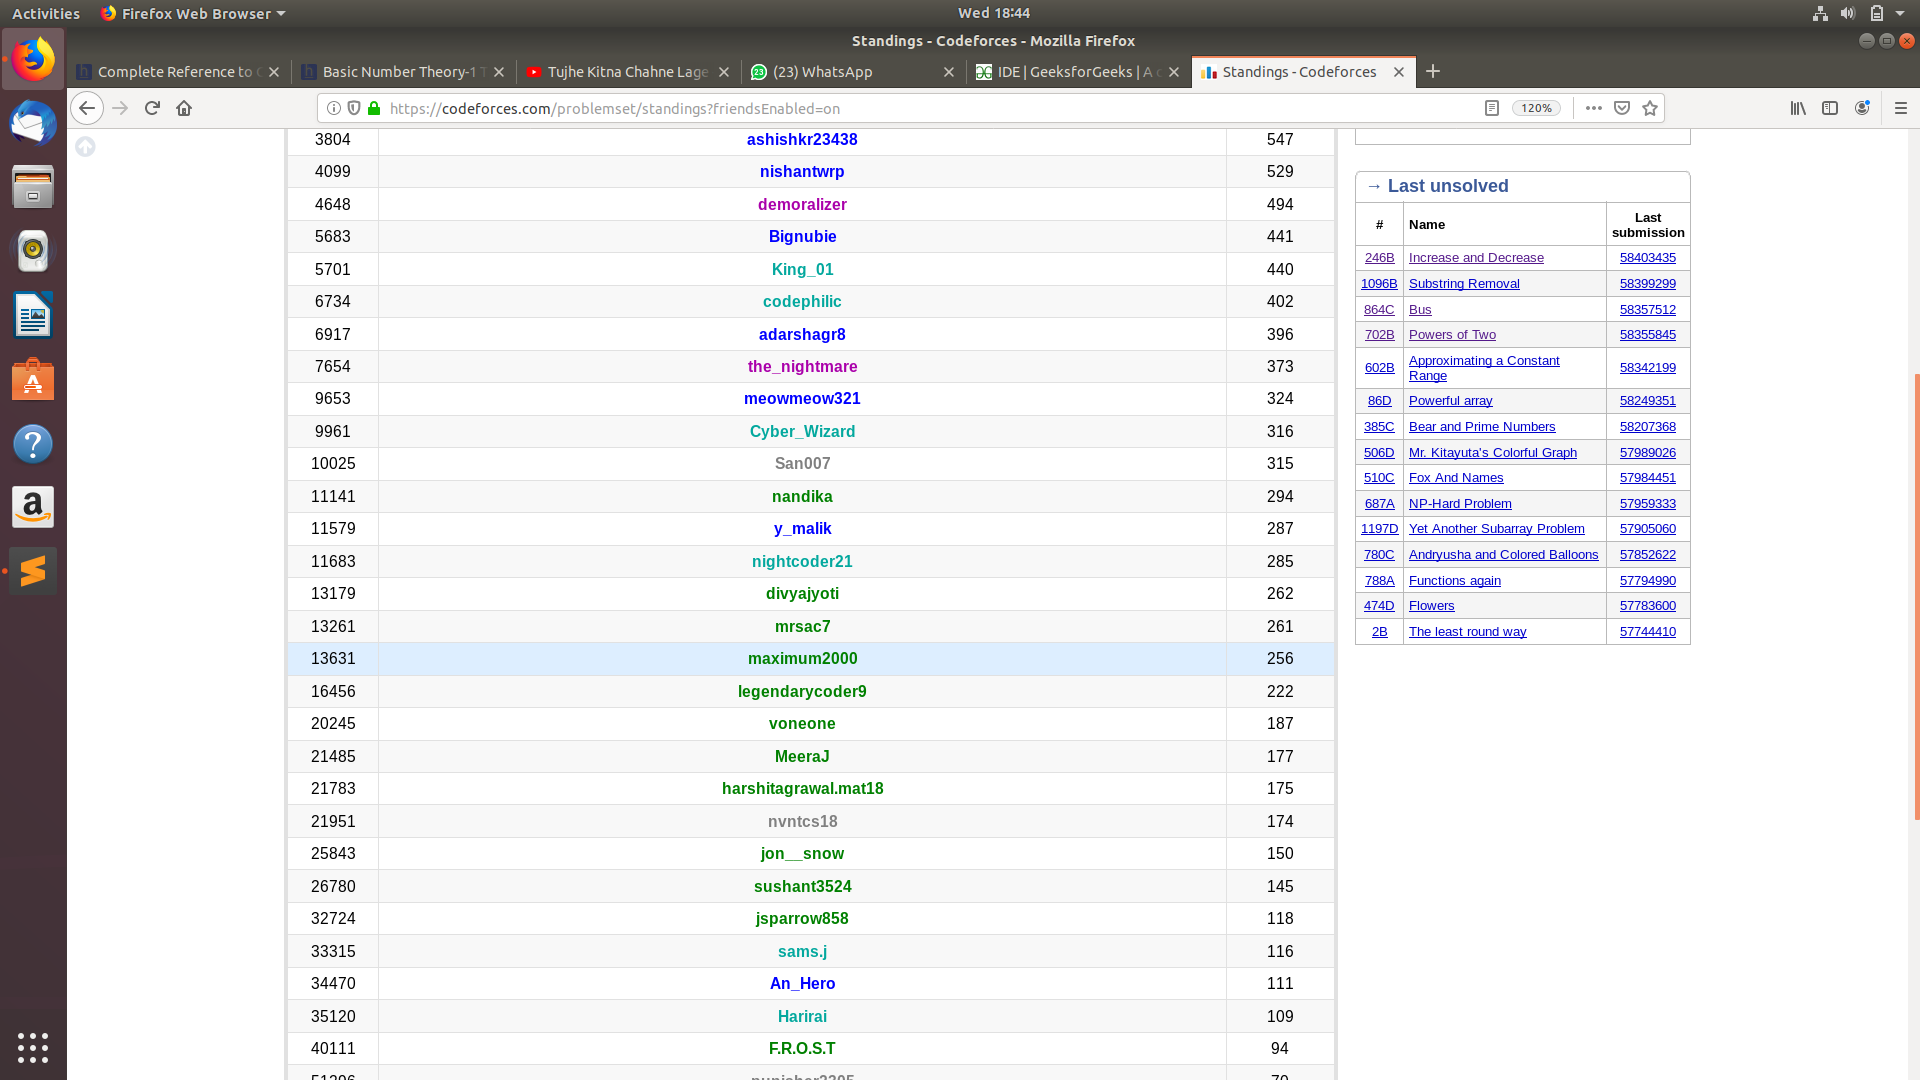 Activities
Firefox Web Browser
Wed 18:44
Standings - Codeforces - Mozilla Firefox
Complete Reference to C
Basic Number Theory-1 T
Tujhe Kitna Chahne Lage
(23) WhatsApp
IDE | GeeksforGeeks | A c
Standings - Codeforces
https://codeforces.com/problemset/standings?friendsEnabled=on
120%
3804 ashishkr23438 547
4099 nishantwrp 529
4648 demoralizer 494
5683 Bignubie 441
5701 King_01 440
6734 codephilic 402
6917 adarshagr8 396
7654 the_nightmare 373
9653 meowmeow321 324
9961 Cyber_Wizard 316
10025 San007 315
11141 nandika 294
11579 y_malik 287
11683 nightcoder21 285
13179 divyajyoti 262
13261 mrsac7 261
13631 maximum2000 256
16456 legendarycoder9 222
20245 voneone 187
21485 MeeraJ 177
21783 harshitagrawal.mat18 175
21951 nvntcs18 174
25843 jon__snow 150
26780 sushant3524 145
32724 jsparrow858 118
33315 sams.j 116
34470 An_Hero 111
35120 Harirai 109
40111 F.R.O.S.T 94
→ Last unsolved
# Name Last
submission
246B Increase and Decrease 58403435
1096B Substring Removal 58399299
864C Bus 58357512
702B Powers of Two 58355845
602B Approximating a Constant
Range 58342199
86D Powerful array 58249351
385C Bear and Prime Numbers 58207368
506D Mr. Kitayuta's Colorful Graph 57989026
510C Fox And Names 57984451
687A NP-Hard Problem 57959333
1197D Yet Another Subarray Problem 57905060
780C Andryusha and Colored Balloons 57852622
788A Functions again 57794990
474D Flowers 57783600
2B The least round way 57744410